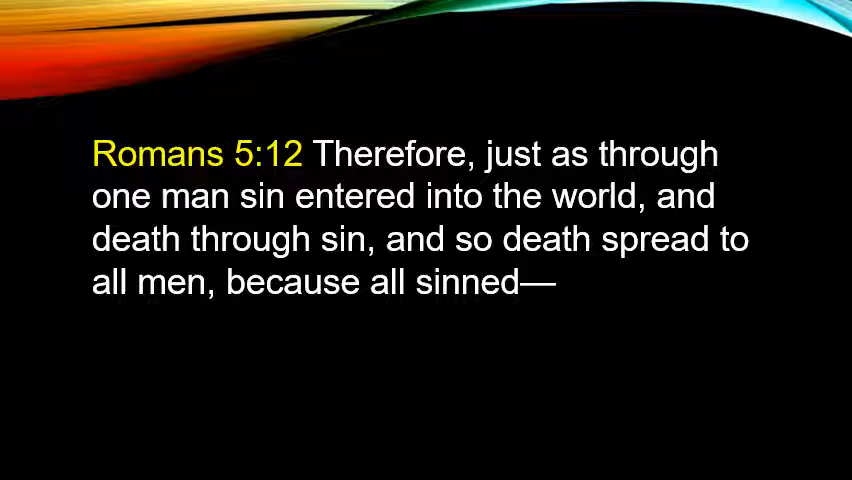 Romans 5:12 Therefore, just as through
one man sin entered into the world, and
death through sin, and so death spread to
all men, because all sinned—